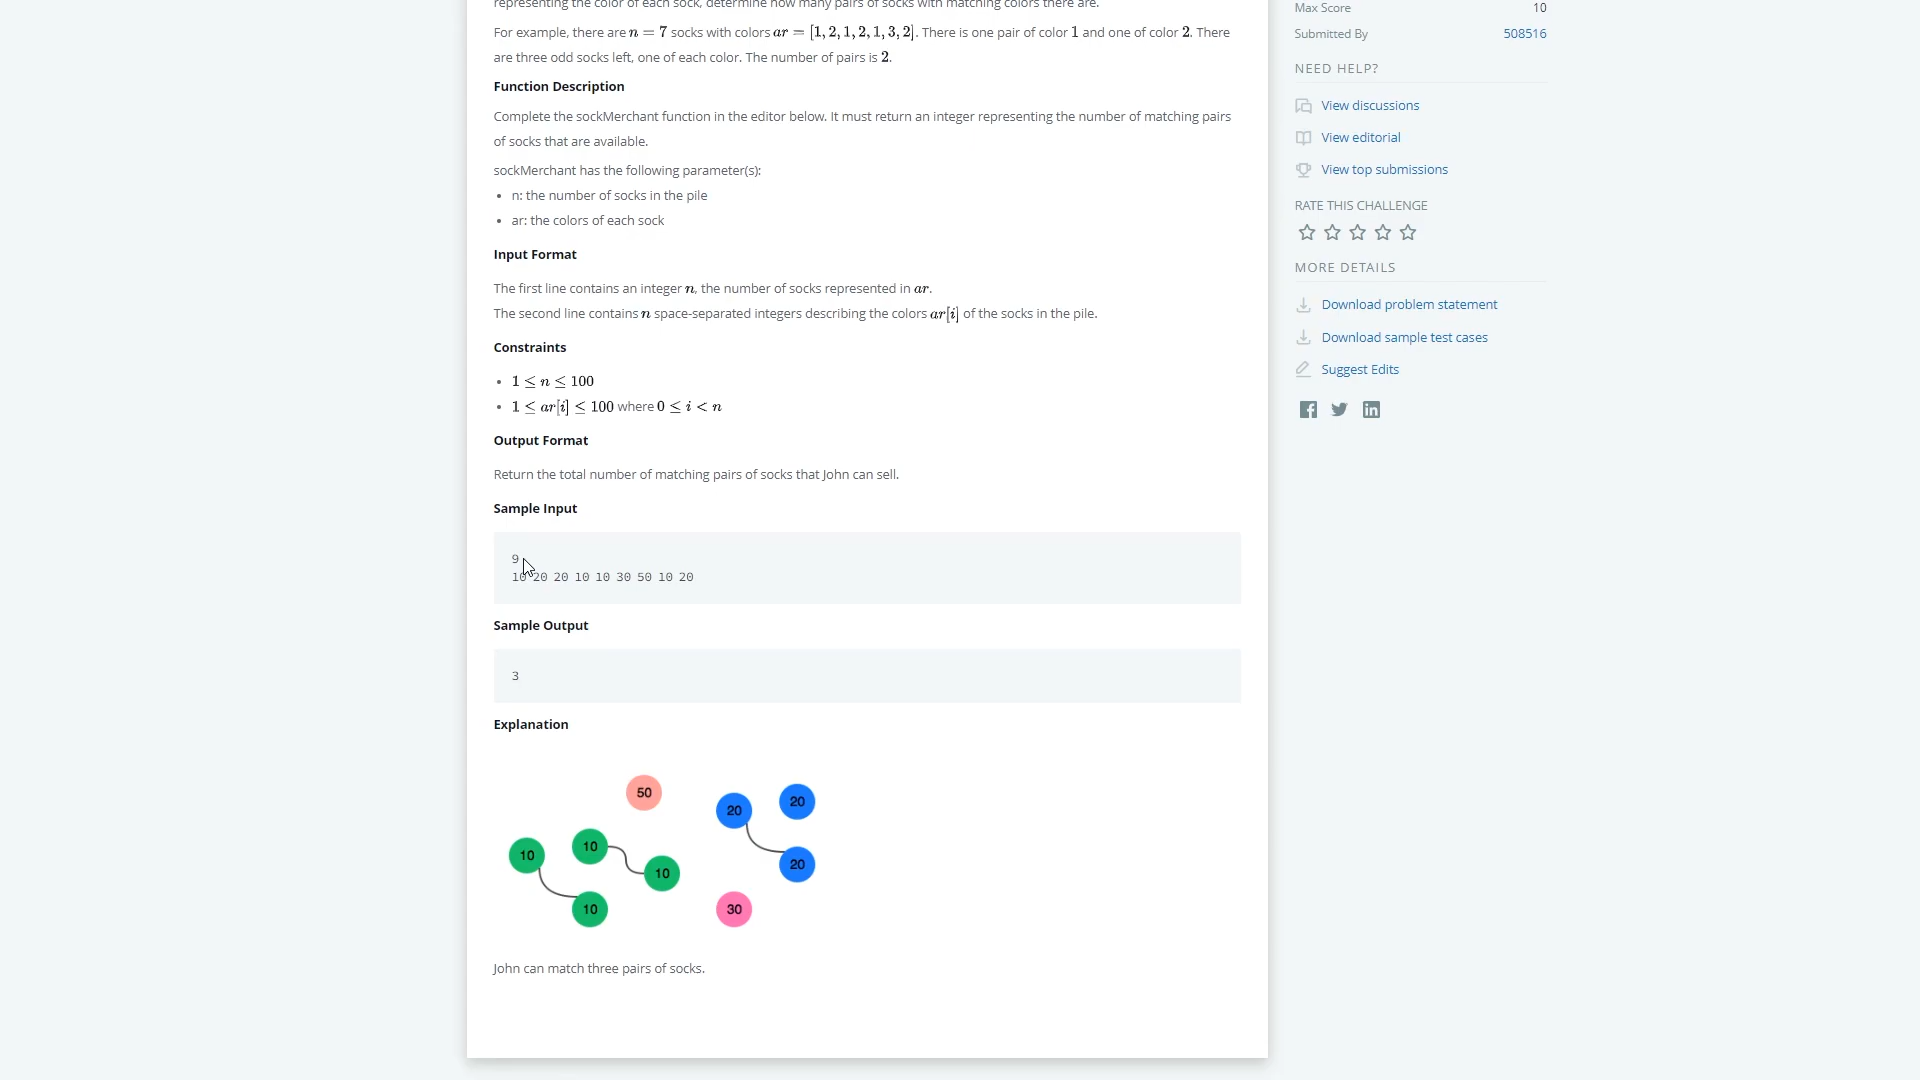 representing the color of each sock, determine how many pairs of socks with matching colors there are.
For example, there are n = 7 socks with colors ar = [1, 2, 1, 2, 1, 3, 2]. There is one pair of color 1 and one of color 2. There
are three odd socks left, one of each color. The number of pairs is 2.
Function Description
Complete the sockMerchant function in the editor below. It must return an integer representing the number of matching pairs
of socks that are available.
sockMerchant has the following parameter(s):
• n: the number of socks in the pile
• ar: the colors of each sock
Input Format
The first line contains an integer n, the number of socks represented in ar.
The second line contains n space-separated integers describing the colors ar[i] of the socks in the pile.
Constraints
• 1 ≤ n ≤ 100
• 1 ≤ ar[i] ≤ 100 where 0 ≤ i < n
Output Format
Return the total number of matching pairs of socks that John can sell.
Sample Input
9
10 20 20 10 10 30 50 10 20
Sample Output
3
Explanation
50
20
20
10
10
10
20
10
30
John can match three pairs of socks.
Max Score 10
Submitted By 508516
NEED HELP?
View discussions
View editorial
View top submissions
RATE THIS CHALLENGE
MORE DETAILS
Download problem statement
Download sample test cases
Suggest Edits